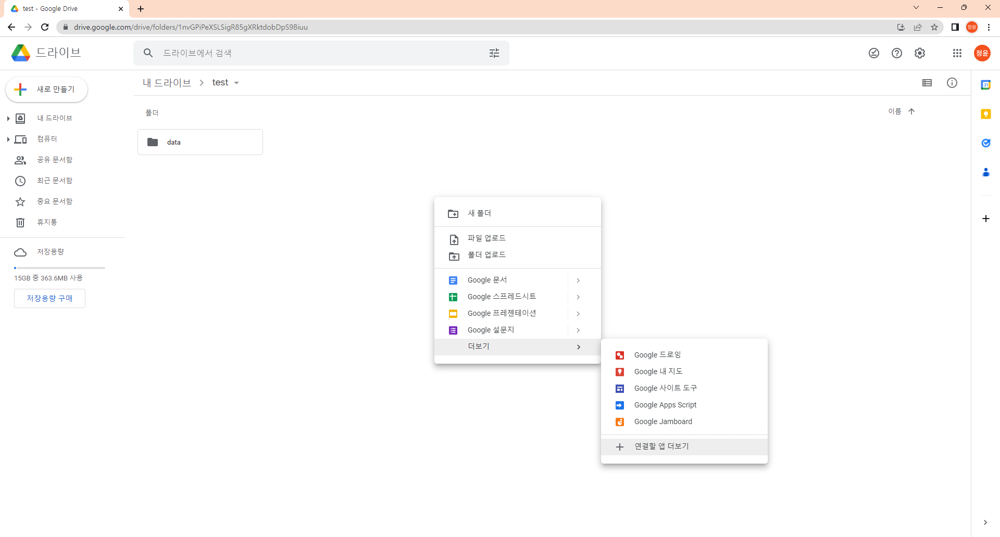 test - Google Drive
drive.google.com/drive/folders/1nvGPiPeXSLSigR85gXRktdobDpS9Biuu
정윤
드라이브
드라이브에서 검색
정윤
새로 만들기
내 드라이브
컴퓨터
공유 문서함
최근 문서함
중요 문서함
휴지통
저장용량
15GB 중 363.6MB 사용
저장용량 구매
내 드라이브 > test
폴더
이름
data
새 폴더
파일 업로드
폴더 업로드
Google 문서
Google 스프레드시트
Google 프레젠테이션
Google 설문지
더보기
Google 드로잉
Google 내 지도
Google 사이트 도구
Google Apps Script
Google Jamboard
연결할 앱 더보기
31